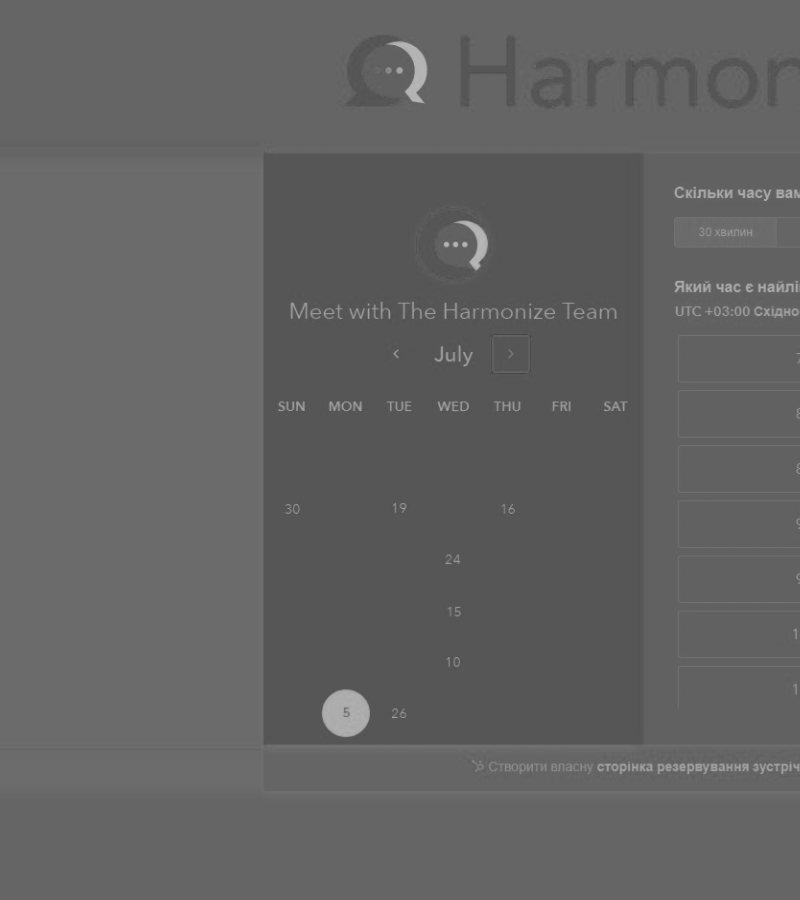 Harmon
Скільки часу вам
30 хвилин
Meet with The Harmonize Team
Який час є найлі
UTC +03:00 Східно
‹ July ›
7
SUN MON TUE WED THU FRI SAT
8
8
30 19 16
9
24
9
15
1
10
1
5 26
Створити власну сторінка резервування зустріч